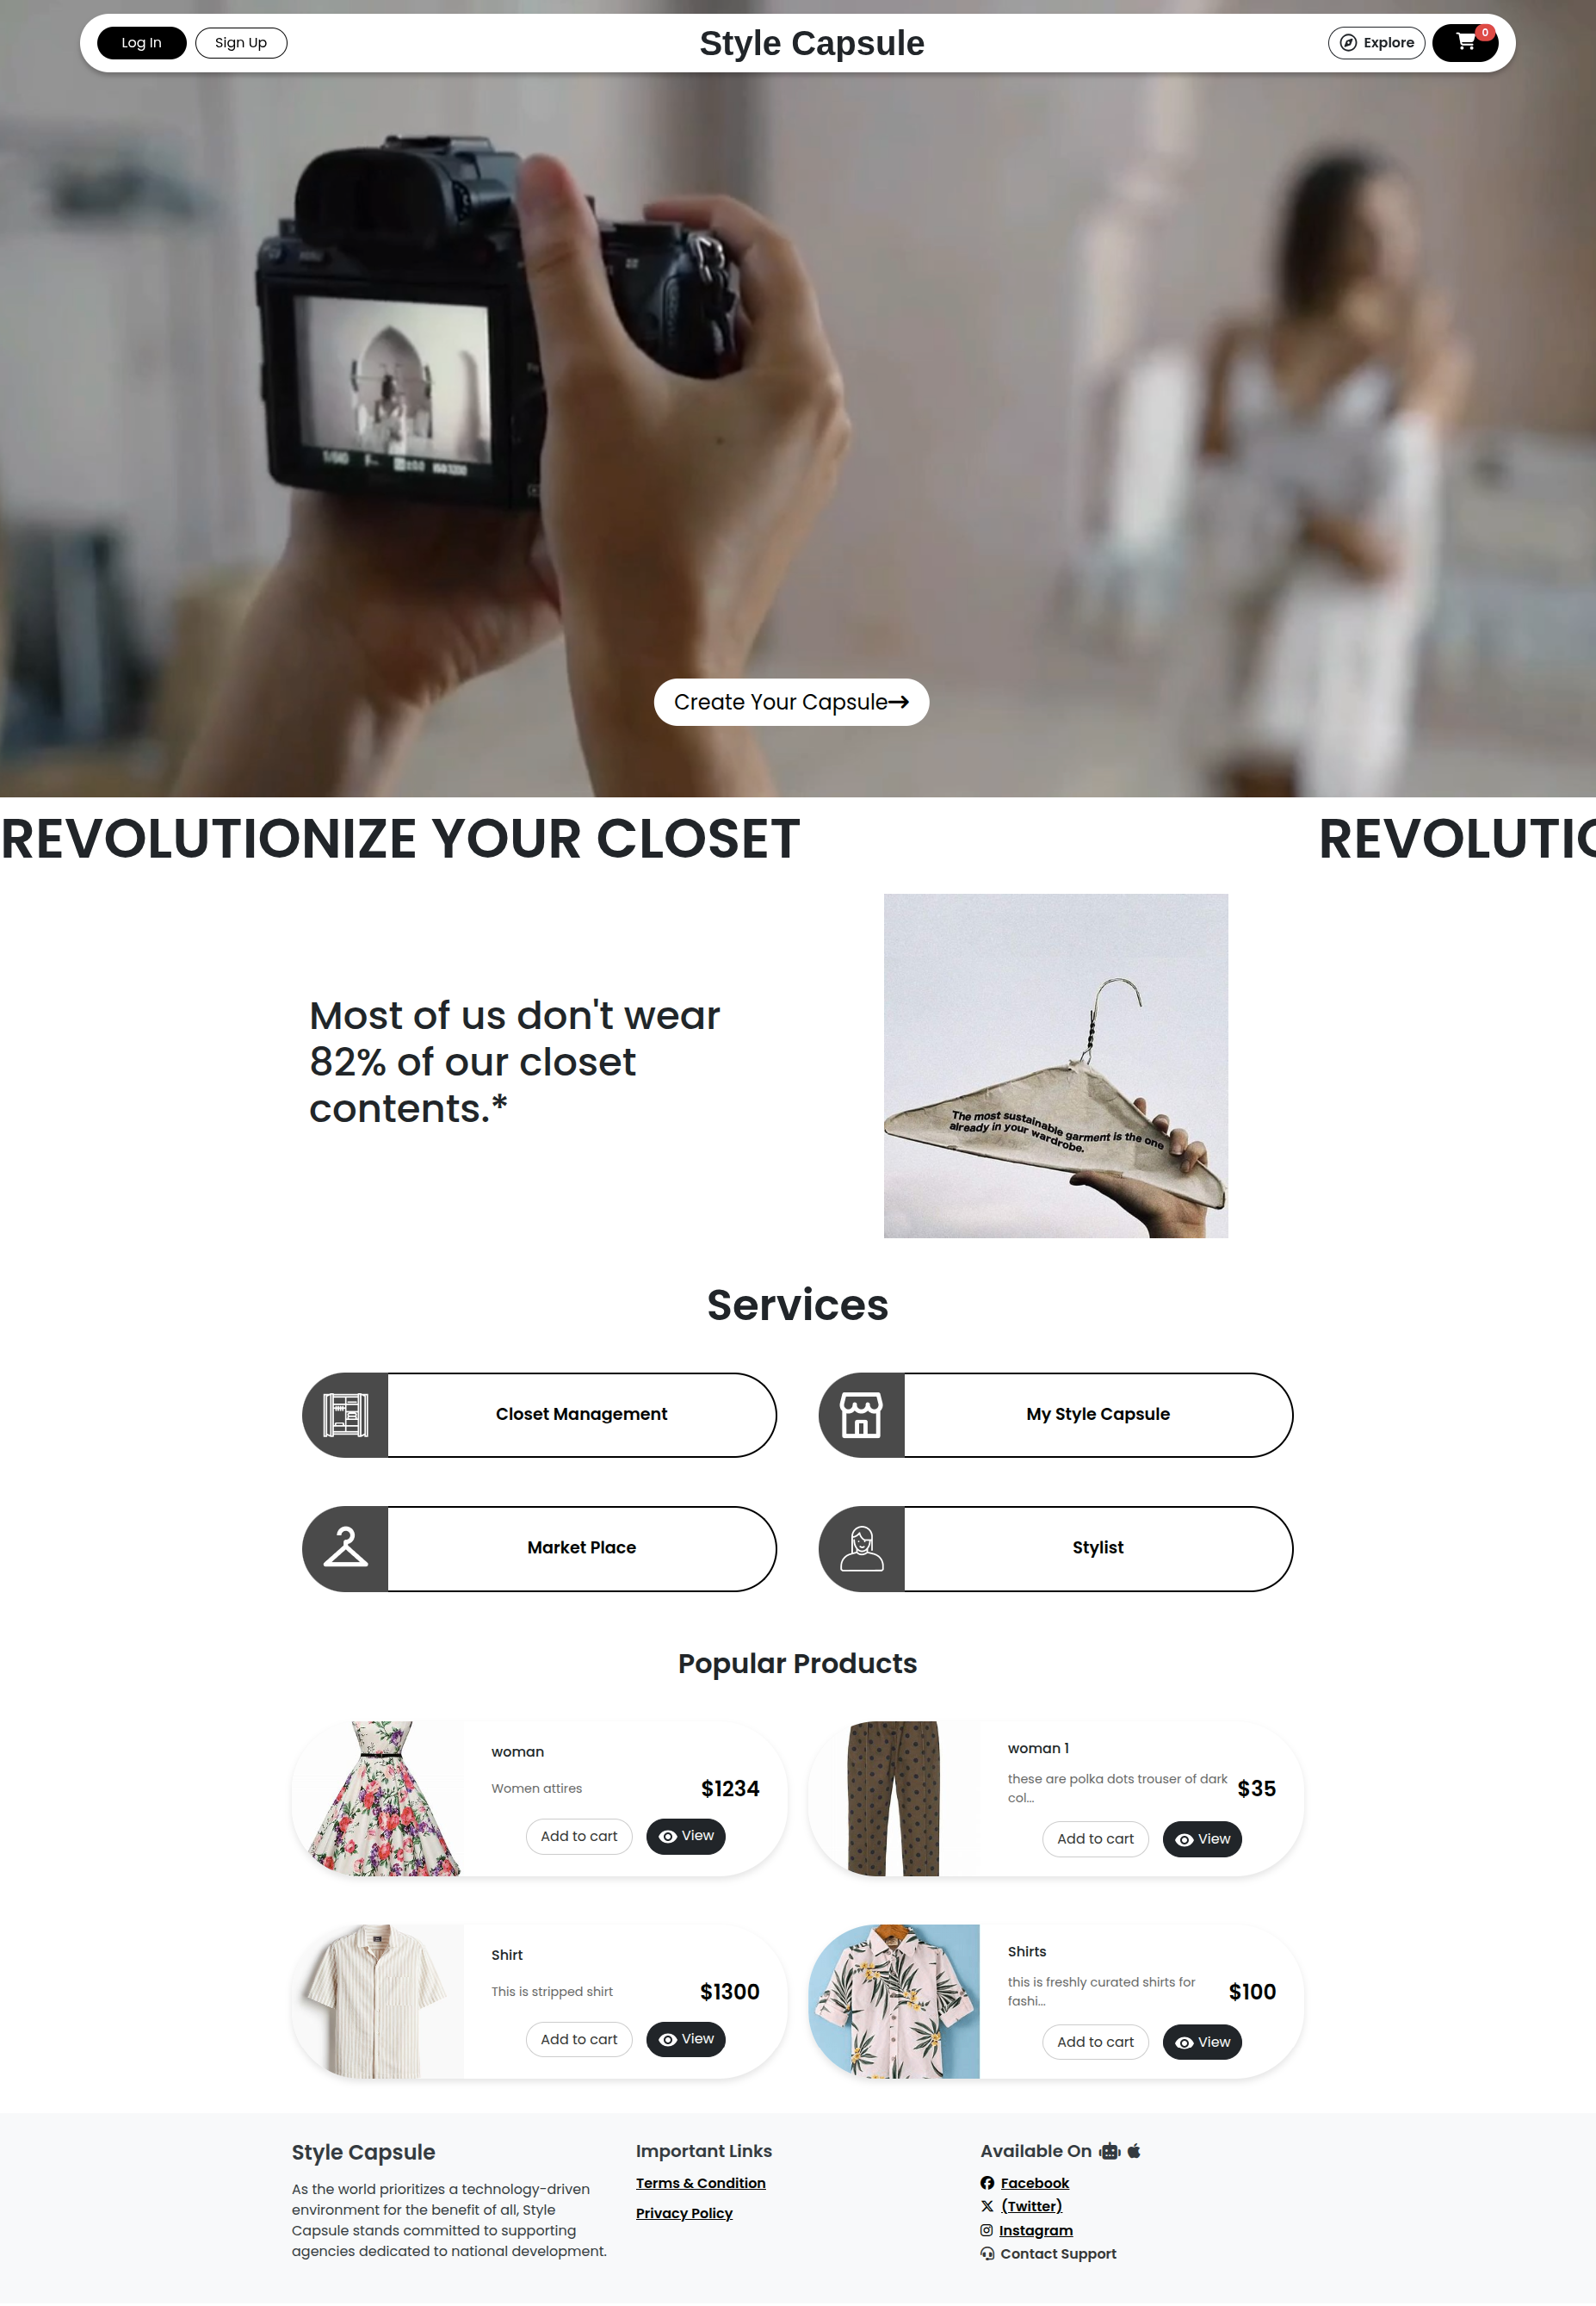 Log In
Sign Up
Style Capsule
Explore
0
Create Your Capsule
REVOLUTIONIZE YOUR CLOSET
REVOLUTIO
Most of us don't wear
82% of our closet
contents.*
The most sustainable garment is the one
already in your wardrobe.
Services
Closet Management
My Style Capsule
Market Place
Stylist
Popular Products
woman
Women attires
$1234
Add to cart
View
woman 1
these are polka dots trouser of dark
col...
$35
Add to cart
View
Shirt
This is stripped shirt
$1300
Add to cart
View
Shirts
this is freshly curated shirts for
fashi...
$100
Add to cart
View
Style Capsule
As the world prioritizes a technology-driven
environment for the benefit of all, Style
Capsule stands committed to supporting
agencies dedicated to national development.
Important Links
Terms & Condition
Privacy Policy
Available On
Facebook
(Twitter)
Instagram
Contact Support